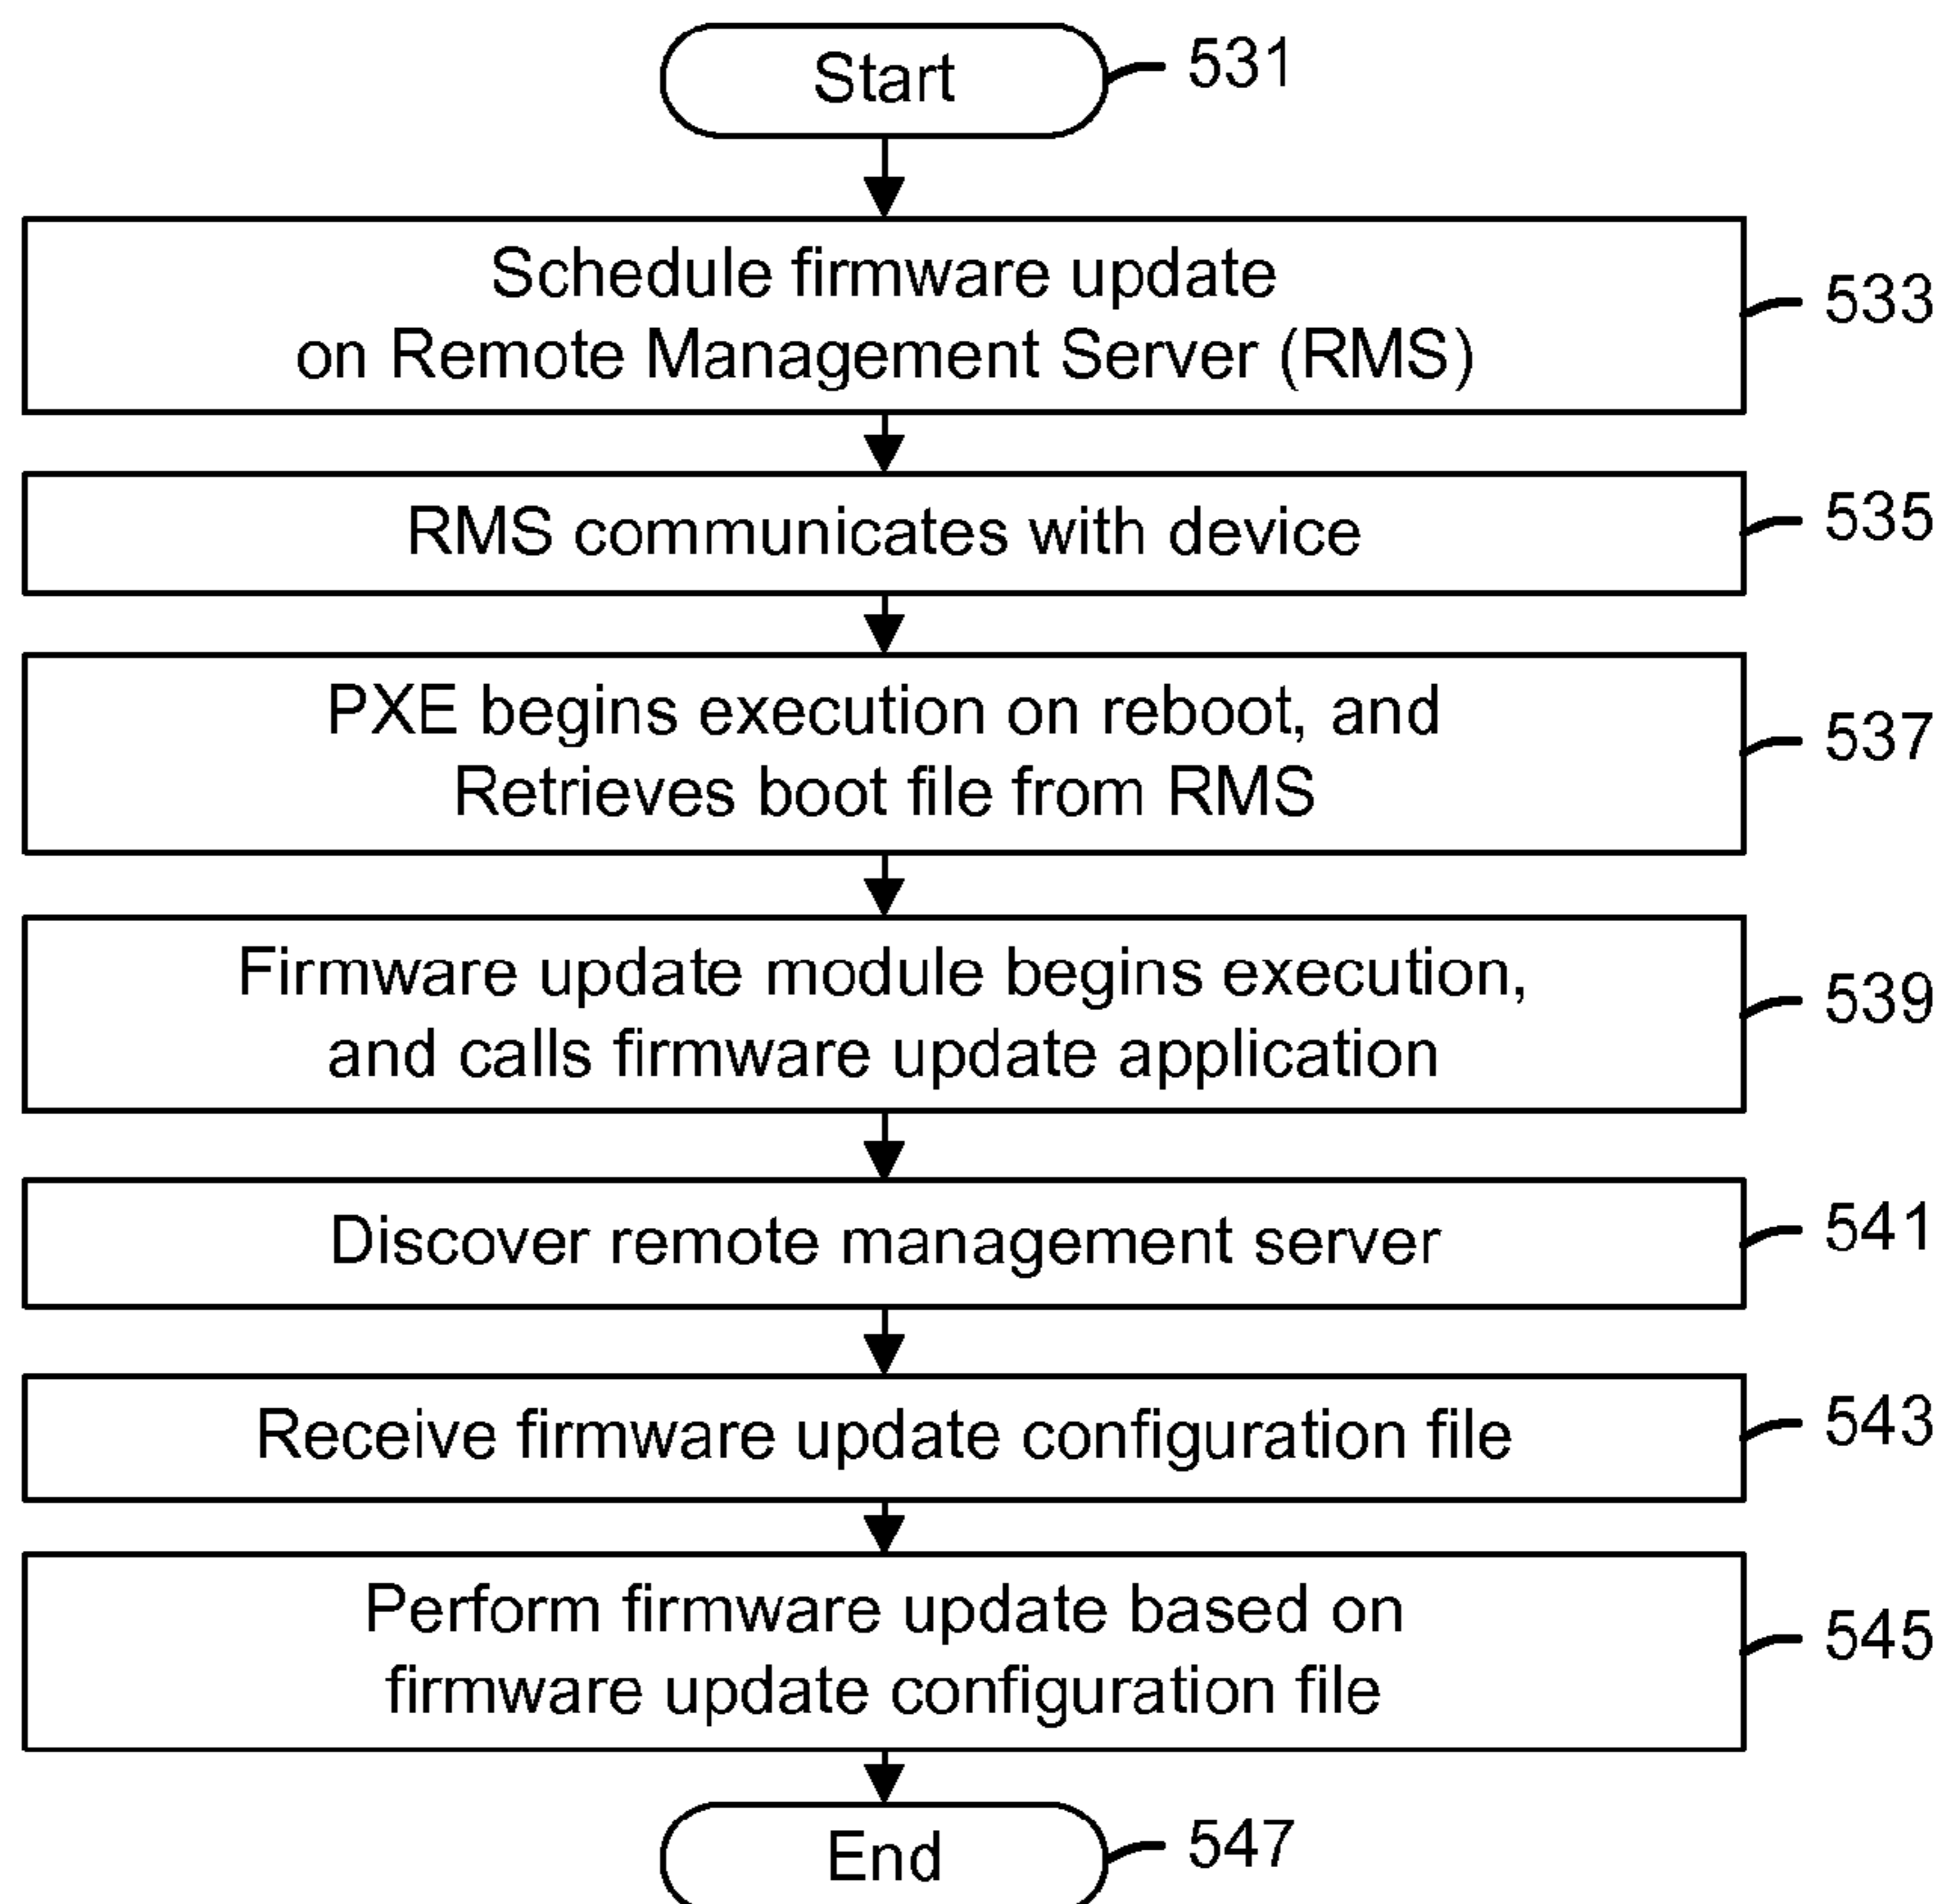 Start
531
Schedule firmware update
on Remote Management Server (RMS)
533
RMS communicates with device
535
PXE begins execution on reboot, and
Retrieves boot file from RMS
537
Firmware update module begins execution,
and calls firmware update application
539
Discover remote management server
541
Receive firmware update configuration file
543
Perform firmware update based on
firmware update configuration file
545
End
547